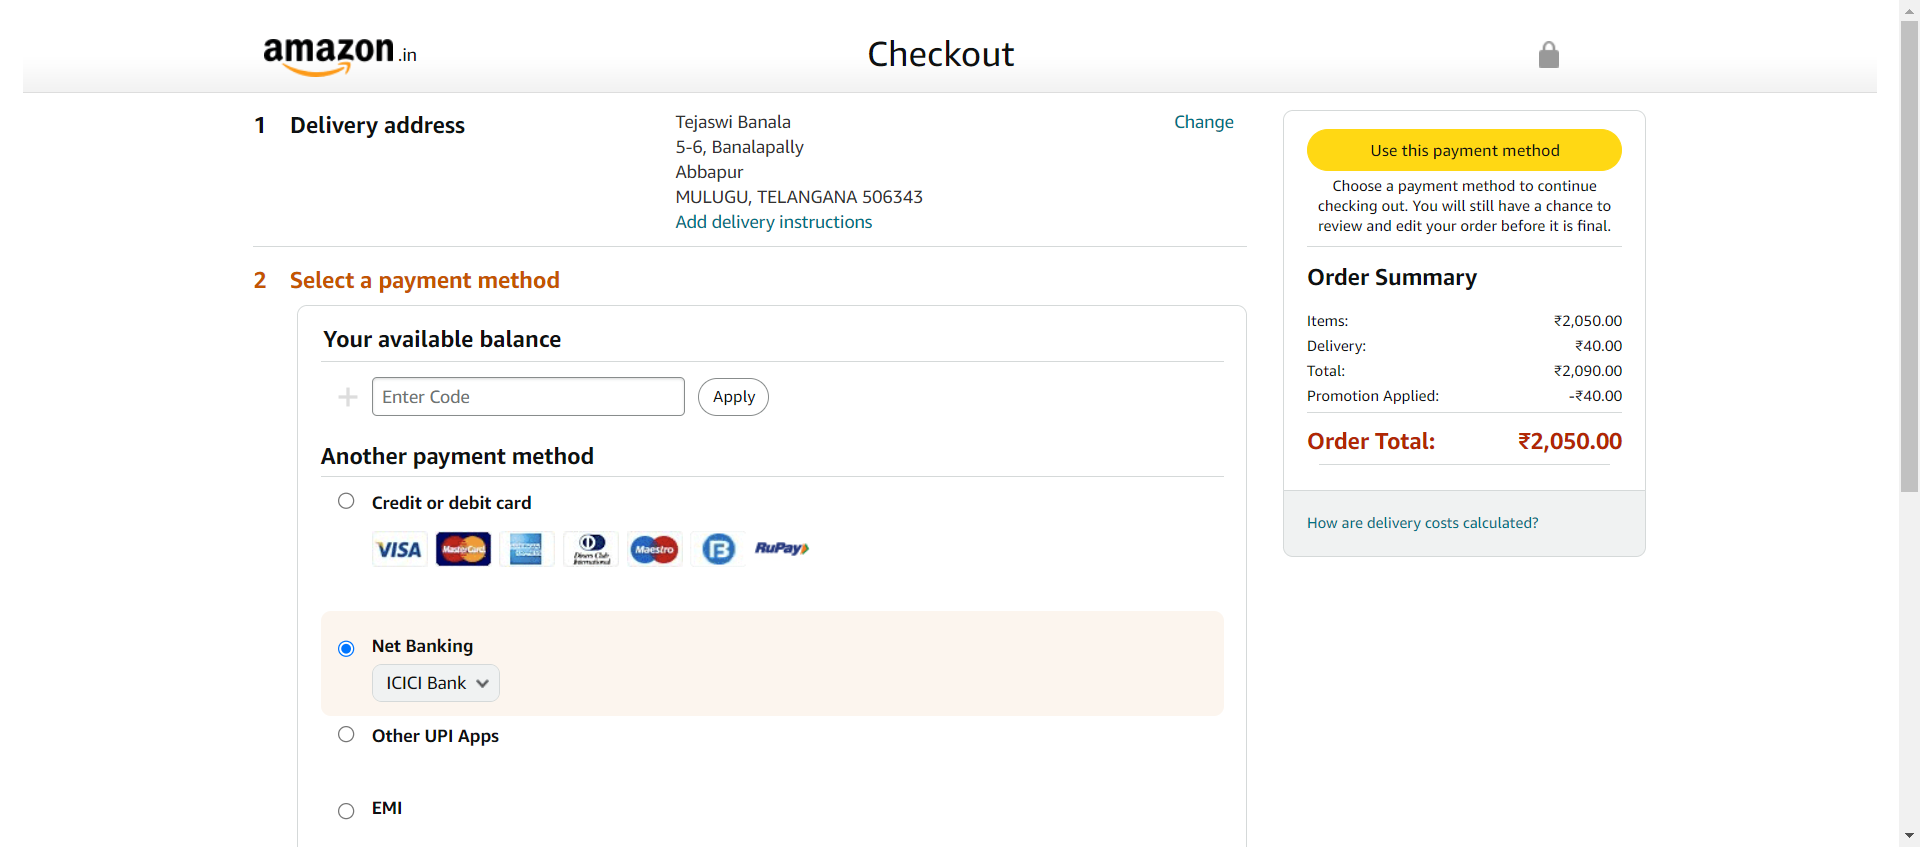 amazon.in
Checkout
1 Delivery address
Tejaswi Banala
5-6, Banalapally
Abbapur
MULUGU, TELANGANA 506343
Add delivery instructions
Change
2 Select a payment method
Your available balance
Enter Code
Apply
Another payment method
Credit or debit card
VISA MasterCard Diners Club International Maestro B RuPay
Net Banking
ICICI Bank
Other UPI Apps
EMI
Use this payment method
Choose a payment method to continue
checking out. You will still have a chance to
review and edit your order before it is final.
Order Summary
Items: ₹2,050.00
Delivery: ₹40.00
Total: ₹2,090.00
Promotion Applied: -₹40.00
Order Total: ₹2,050.00
How are delivery costs calculated?